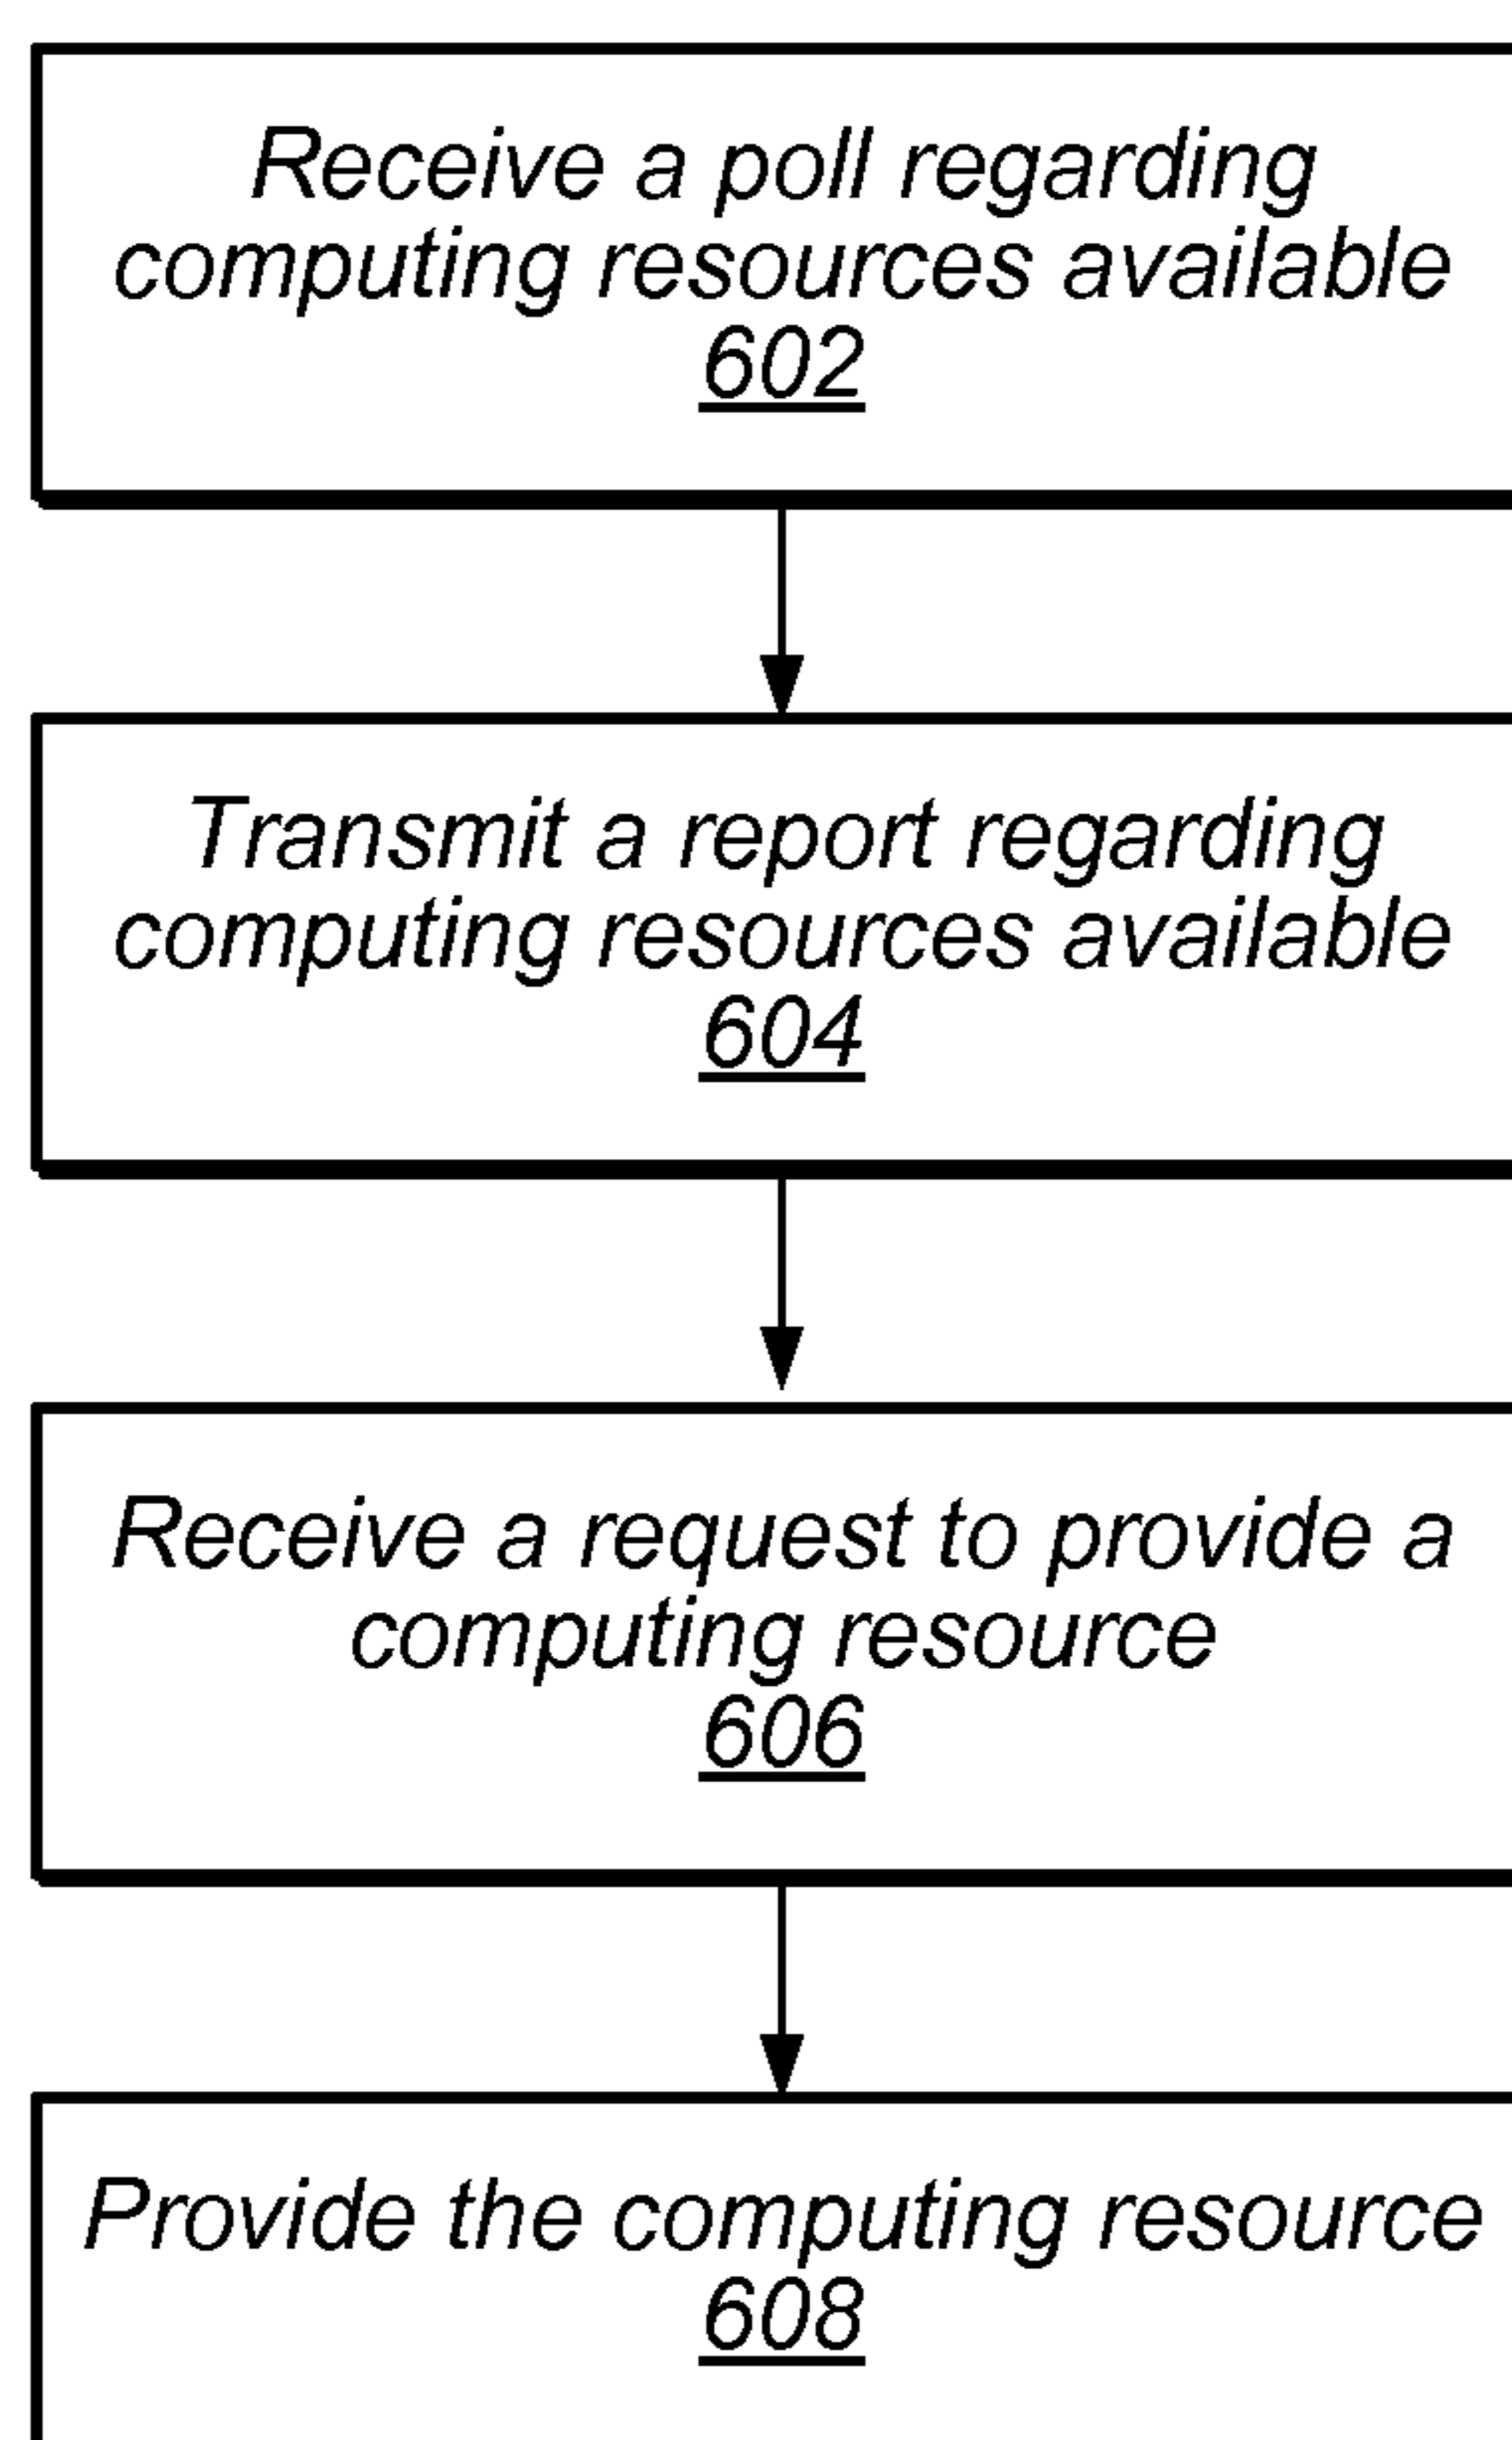 Receive a poll regarding
computing resources available
602
Transmit a report regarding
computing resources available
604
Receive a request to provide a
computing resource
606
Provide the computing resource
608